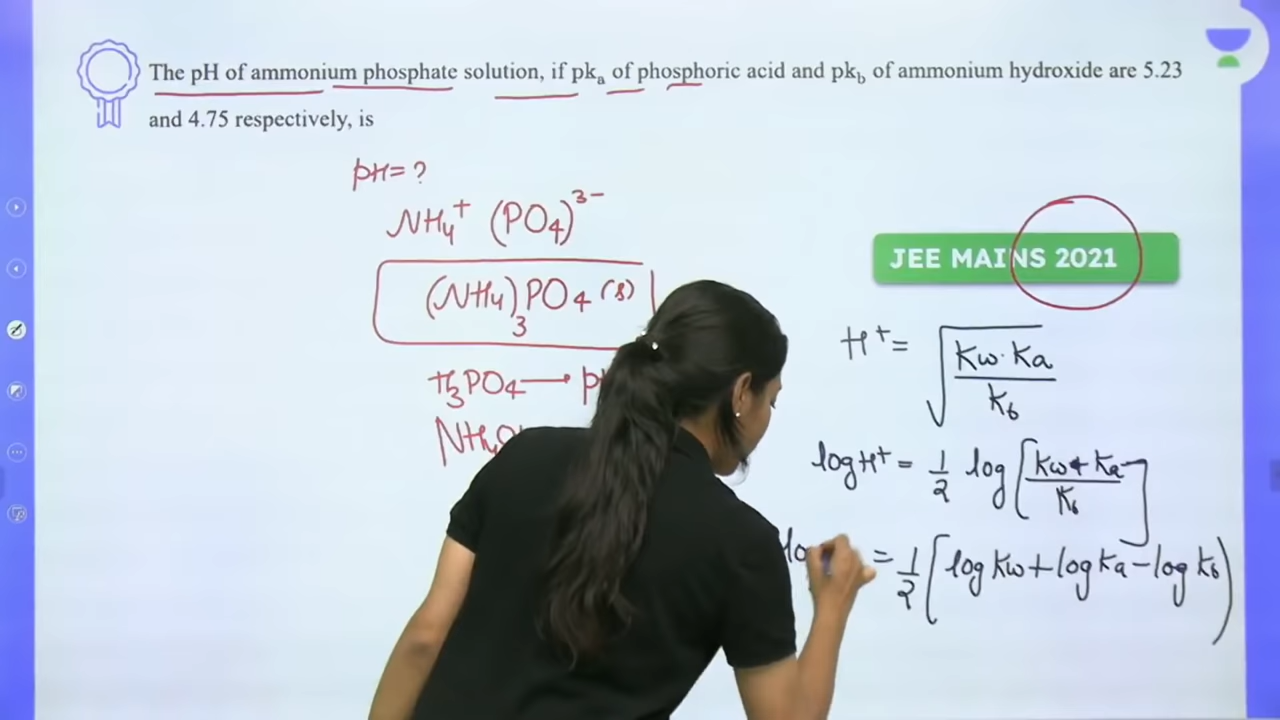 The pH of ammonium phosphate solution, if pkₐ of phosphoric acid and pk_b of ammonium hydroxide are 5.23
and 4.75 respectively, is
pH = ?
NH₄⁺ (PO₄)³⁻
(NH₄)₃PO₄ (s)
H₃PO₄ →
JEE MAINS 2021
H⁺ = √(Kw · Ka / Kb)
log H⁺ = 1/2 log [Kw + Ka / Kb]
= 1/2 (log Kw + log Ka − log Kb)